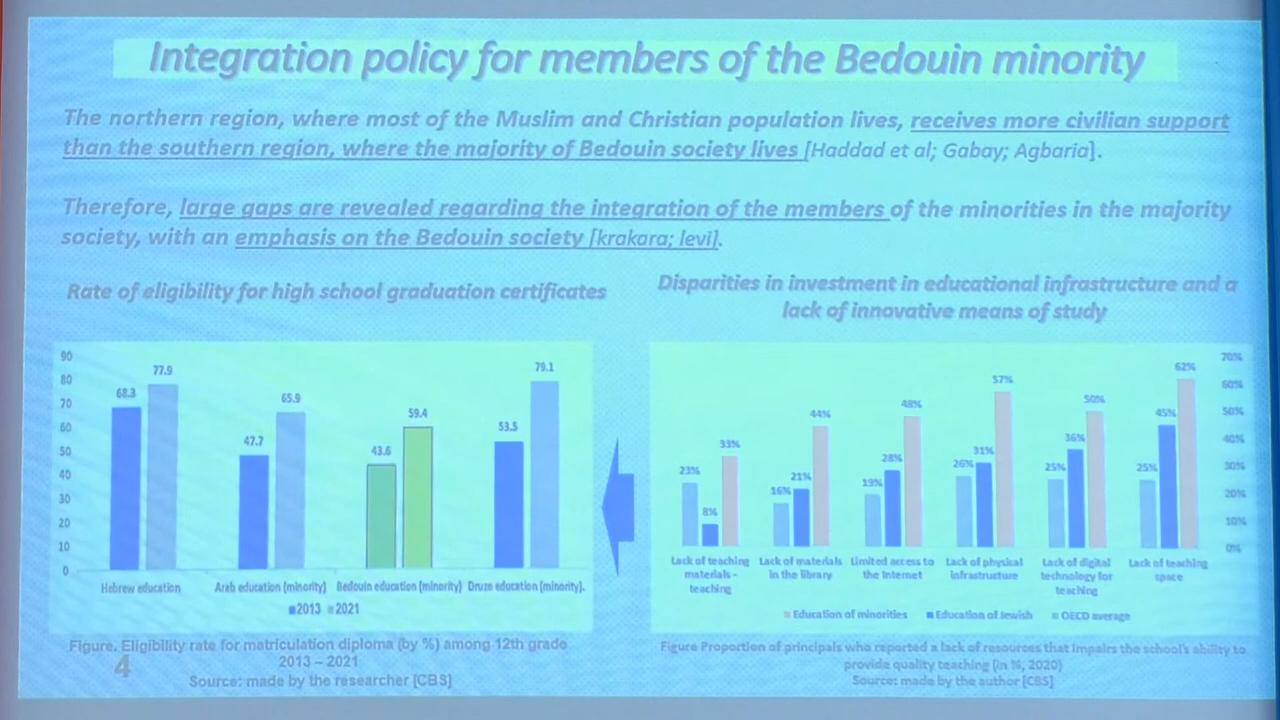 Integration policy for members of the Bedouin minority
The northern region, where most of the Muslim and Christian population lives, receives more civilian support
than the southern region, where the majority of Bedouin society lives [Haddad et al; Gabay; Agbaria].
Therefore, large gaps are revealed regarding the integration of the members of the minorities in the majority
society, with an emphasis on the Bedouin society [krakara; levi].
Rate of eligibility for high school graduation certificates
90
80
70
60
50
40
30
20
10
0
68.3
77.9
47.7
65.9
43.6
59.4
53.5
79.1
Hebrew education
Arab education (minority)
Bedouin education (minority)
Druze education (minority).
2013
2021
Figure. Eligibility rate for matriculation diploma (by %) among 12th grade
2013 – 2021
Source: made by the researcher [CBS]
4
Disparities in investment in educational infrastructure and a
lack of innovative means of study
23%
8%
33%
16%
21%
44%
19%
28%
48%
26%
31%
57%
25%
36%
50%
25%
45%
62%
70%
60%
50%
40%
30%
20%
10%
0%
Lack of teaching
materials -
teaching
Lack of materials
in the library
Limited access to
the Internet
Lack of physical
infrastructure
Lack of digital
technology for
teaching
Lack of teaching
space
Education of minorities
Education of Jewish
OECD average
Figure Proportion of principals who reported a lack of resources that impairs the school's ability to
provide quality teaching (in %, 2020)
Source: made by the author [CBS]